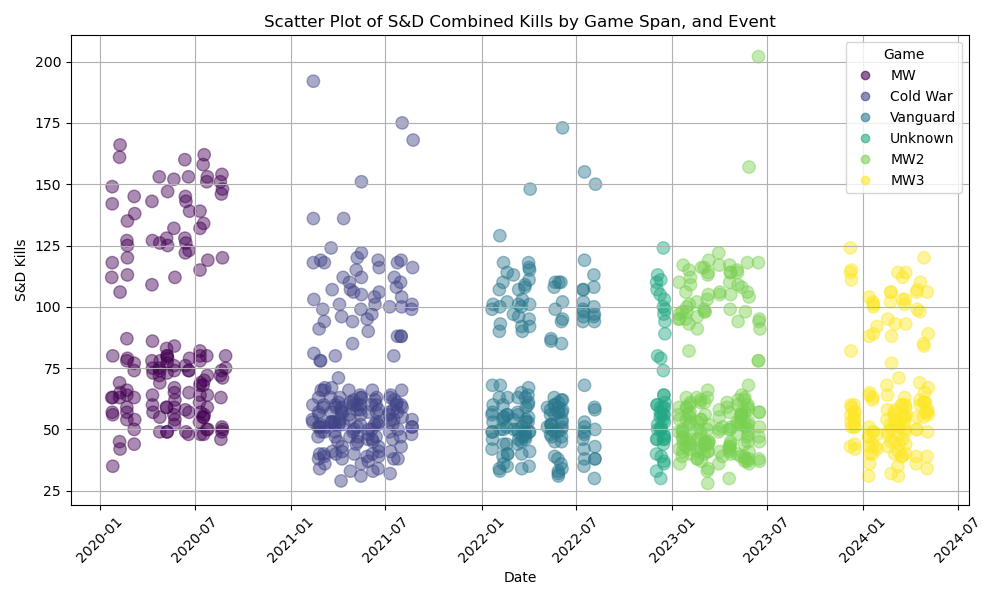 Scatter Plot of S&D Combined Kills by Game Span, and Event
S&D Kills
200
175
150
125
100
75
50
25
Game
MW
Cold War
Vanguard
Unknown
MW2
MW3
2020-01
2020-07
2021-01
2021-07
2022-01
2022-07
2023-01
2023-07
2024-01
2024-07
Date